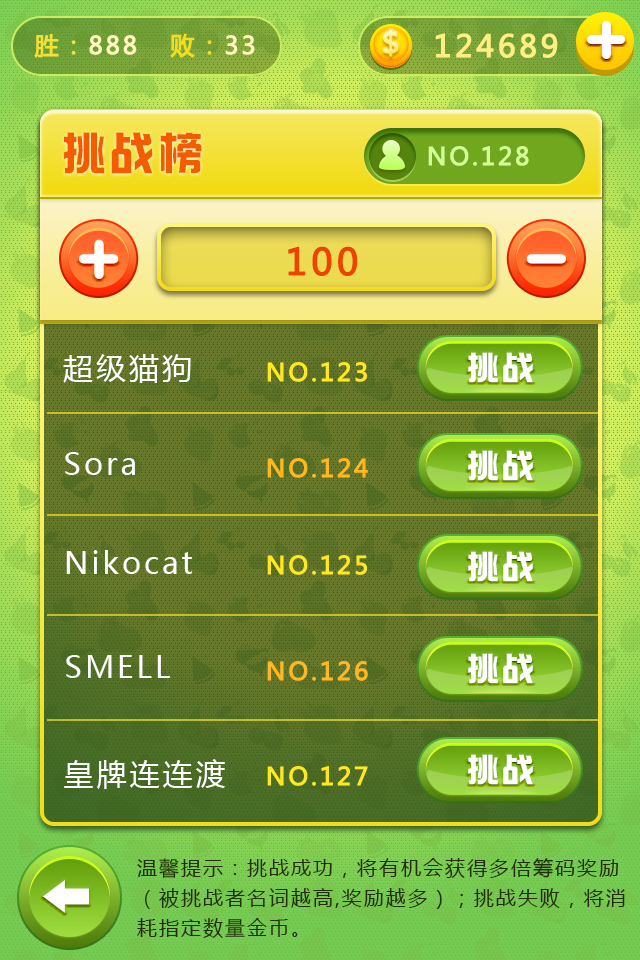 胜：888 败：33 124689
挑战榜 NO.128
100
超级猫狗 NO.123 挑战
Sora NO.124 挑战
Nikocat NO.125 挑战
SMELL NO.126 挑战
皇牌连连渡 NO.127 挑战
温馨提示：挑战成功，将有机会获得多倍筹码奖励
（被挑战者名词越高,奖励越多）；挑战失败，将消
耗指定数量金币。